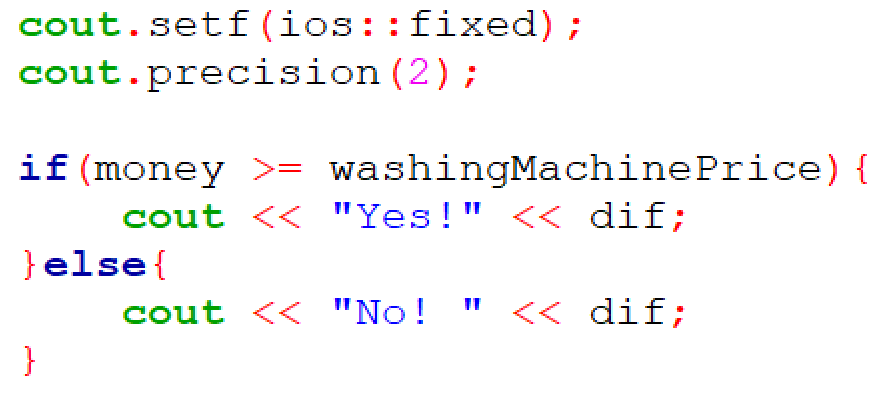 cout.setf(ios::fixed);
cout.precision(2);
if(money >= washingMachinePrice){
cout << "Yes!" << dif;
}else{
cout << "No! " << dif;
}